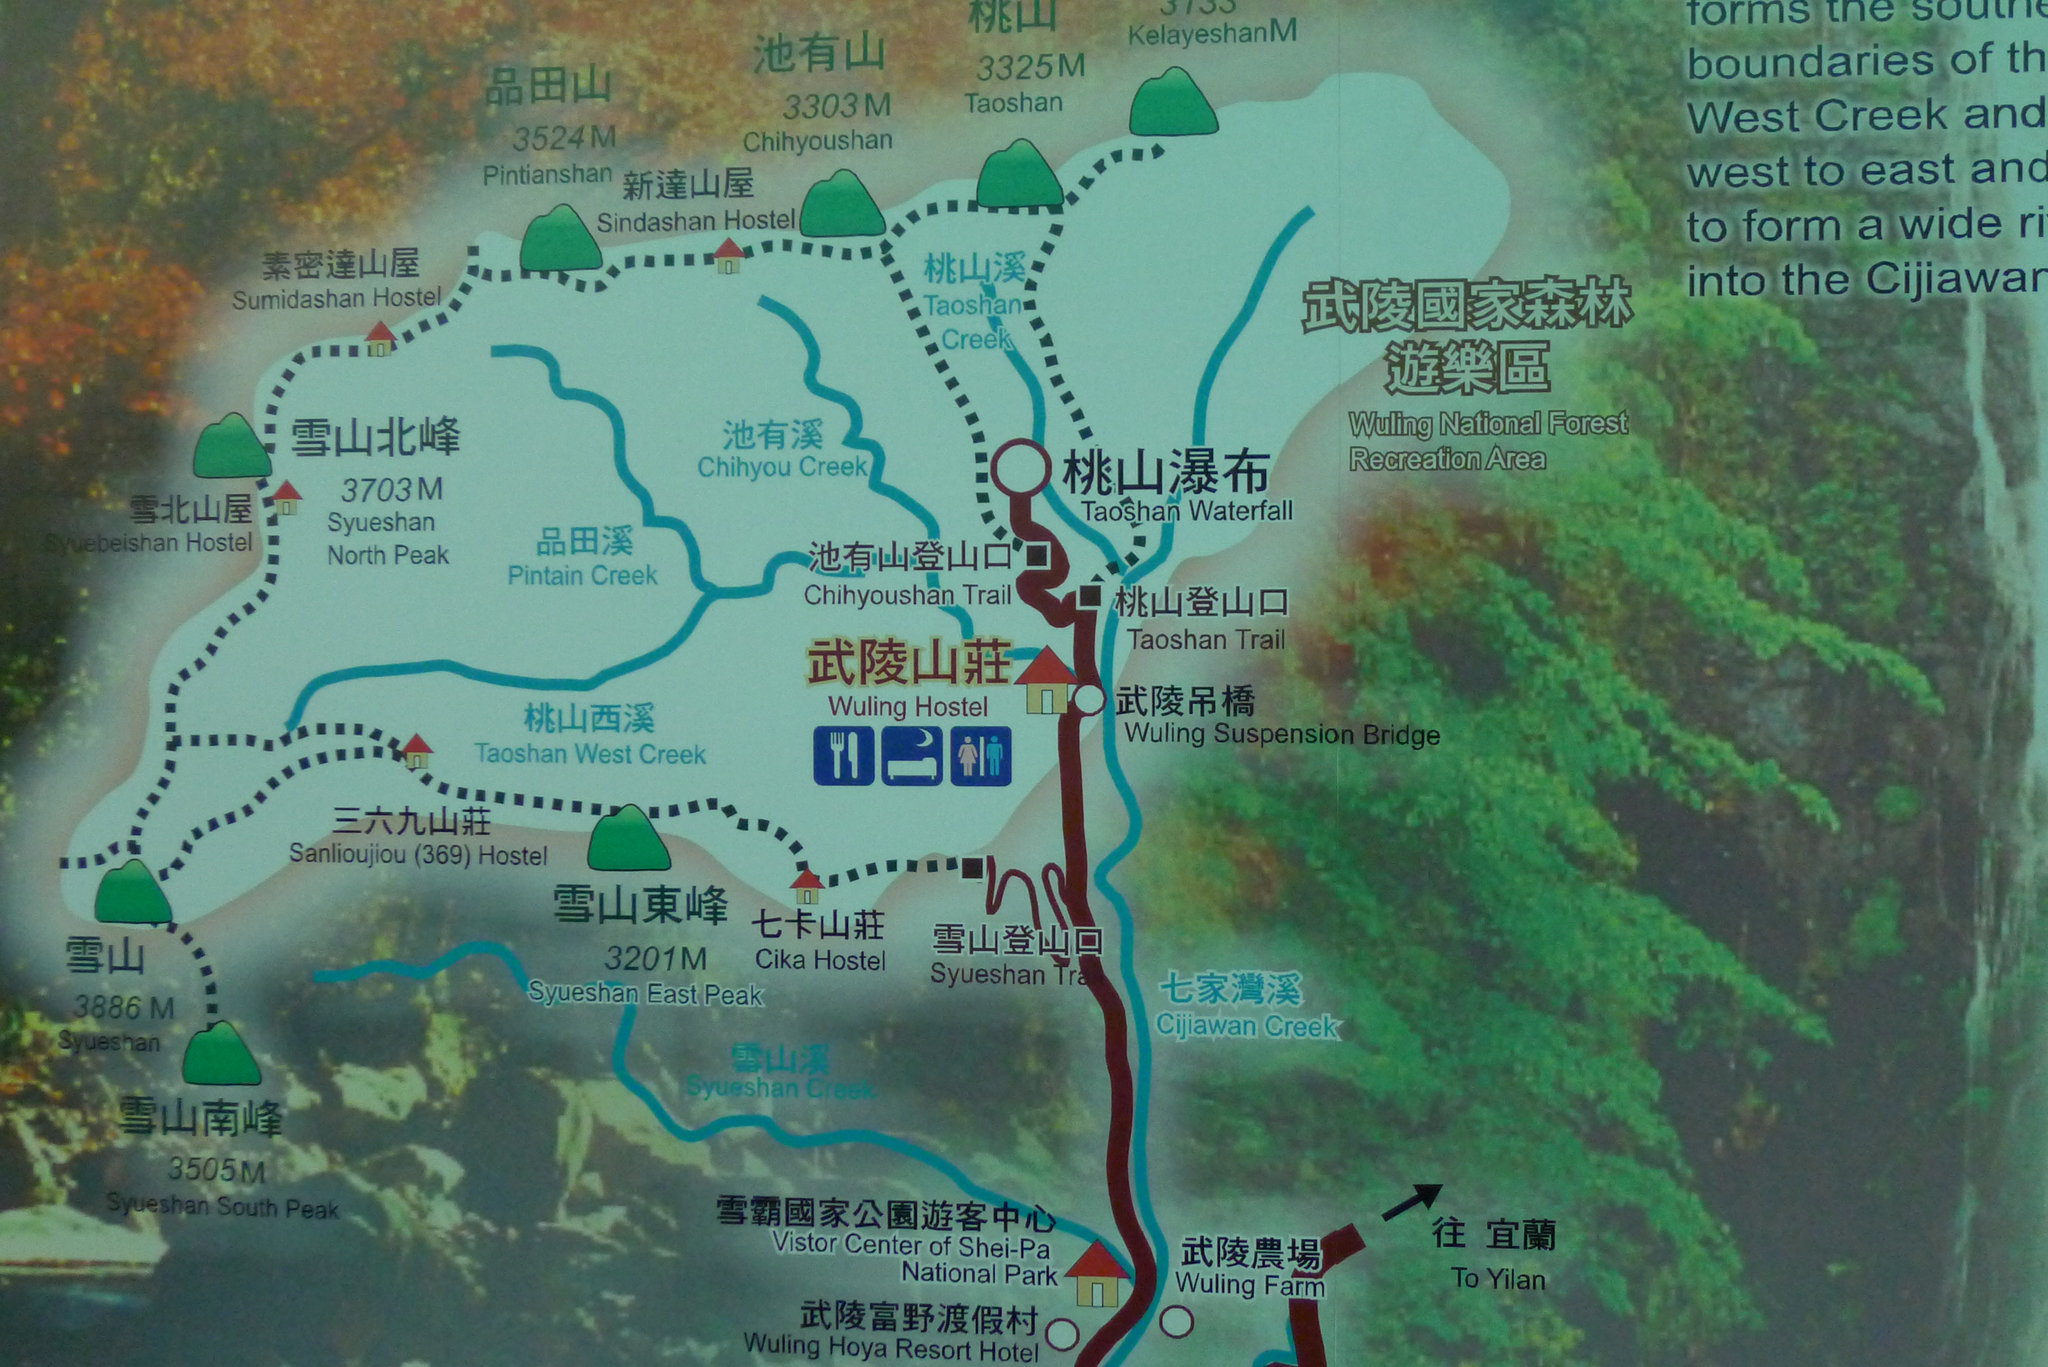 桃山
3325 M
Taoshan
3133
Kelayeshan M
池有山
3303 M
Chihyoushan
品田山
3524 M
Pintianshan
新達山屋
Sindashan Hostel
素密達山屋
Sumidashan Hostel
雪山北峰
3703 M
Syueshan
North Peak
雪北山屋
Syuebeishan Hostel
桃山溪
Taoshan
Creek
池有溪
Chihyou Creek
品田溪
Pintain Creek
桃山瀑布
Taoshan Waterfall
池有山登山口
Chihyoushan Trail
桃山登山口
Taoshan Trail
武陵山莊
Wuling Hostel
武陵吊橋
Wuling Suspension Bridge
桃山西溪
Taoshan West Creek
三六九山莊
Sanlioujiou (369) Hostel
雪山東峰
3201 M
Syueshan East Peak
七卡山莊
Cika Hostel
雪山登山口
Syueshan Tra
雪山
3886 M
Syueshan
雪山南峰
3505 M
Syueshan South Peak
七家灣溪
Cijiawan Creek
雪山溪
Syueshan Creek
雪霸國家公園遊客中心
Vistor Center of Shei-Pa
National Park
武陵農場
Wuling Farm
武陵富野渡假村
Wuling Hoya Resort Hotel
往 宜蘭
To Yilan
武陵國家森林
遊樂區
Wuling National Forest
Recreation Area
forms the southe
boundaries of th
West Creek and
west to east and
to form a wide ri
into the Cijiawan